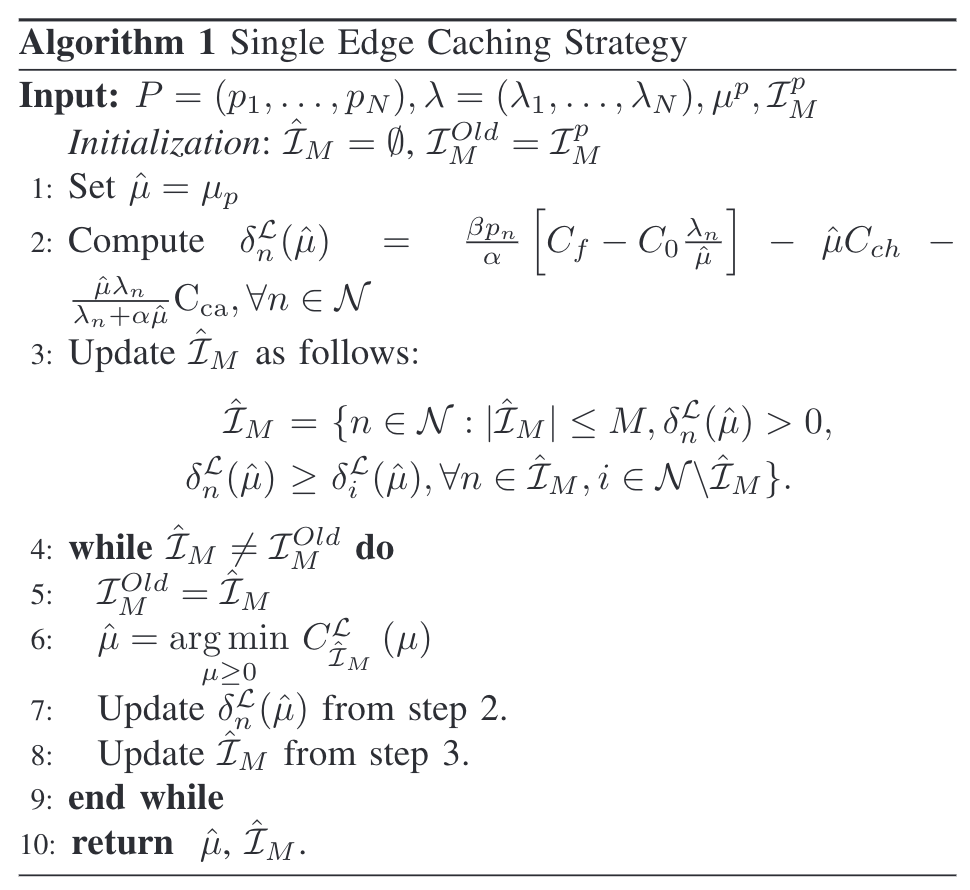 Algorithm 1 Single Edge Caching Strategy
Input: $P = (p_1, \ldots, p_N), \lambda = (\lambda_1, \ldots, \lambda_N), \mu^p, \mathcal{I}_M^p$
Initialization: $\hat{\mathcal{I}}_M = \emptyset$, $\mathcal{I}_M^{Old} = \mathcal{I}_M^p$
1: Set $\hat{\mu} = \mu_p$
2: Compute $\delta_n^{\mathcal{L}}(\hat{\mu}) = \frac{\beta p_n}{\alpha} \left[ C_f - C_0 \frac{\lambda_n}{\hat{\mu}} \right] - \hat{\mu} C_{ch} -$
$\frac{\hat{\mu} \lambda_n}{\lambda_n + \alpha \hat{\mu}} \mathrm{C}_{\mathrm{ca}}, \forall n \in \mathcal{N}$
3: Update $\hat{\mathcal{I}}_M$ as follows:
$\hat{\mathcal{I}}_M = \{n \in \mathcal{N} : |\hat{\mathcal{I}}_M| \leq M, \delta_n^{\mathcal{L}}(\hat{\mu}) > 0,$
$\delta_n^{\mathcal{L}}(\hat{\mu}) \geq \delta_i^{\mathcal{L}}(\hat{\mu}), \forall n \in \hat{\mathcal{I}}_M, i \in \mathcal{N} \backslash \hat{\mathcal{I}}_M\}.$
4: while $\hat{\mathcal{I}}_M \neq \mathcal{I}_M^{Old}$ do
5: $\mathcal{I}_M^{Old} = \hat{\mathcal{I}}_M$
6: $\hat{\mu} = \underset{\mu \geq 0}{\arg\min} \; C_{\hat{\mathcal{I}}_M}^{\mathcal{L}}(\mu)$
7: Update $\delta_n^{\mathcal{L}}(\hat{\mu})$ from step 2.
8: Update $\hat{\mathcal{I}}_M$ from step 3.
9: end while
10: return $\hat{\mu}$, $\hat{\mathcal{I}}_M$.